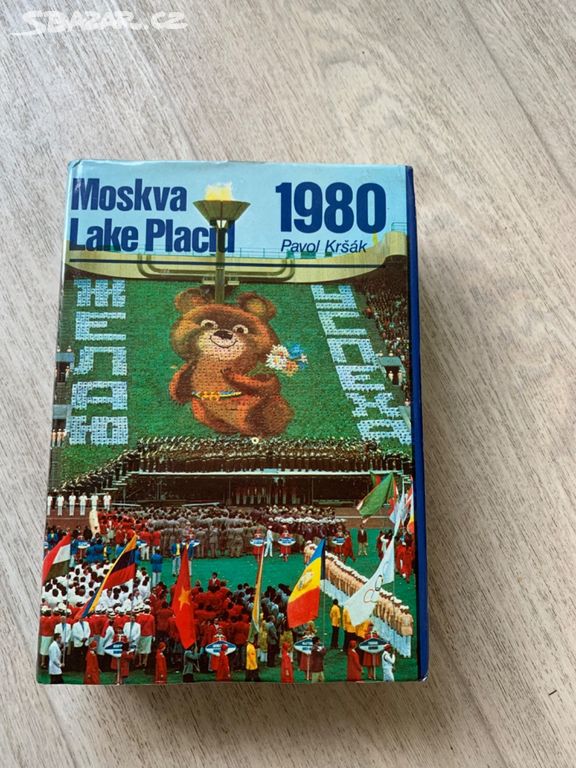 SBAZAR.CZ
Moskva
Lake Placid
1980
Pavol Kršák
ЖЕЛАЮ
УСПЕХА